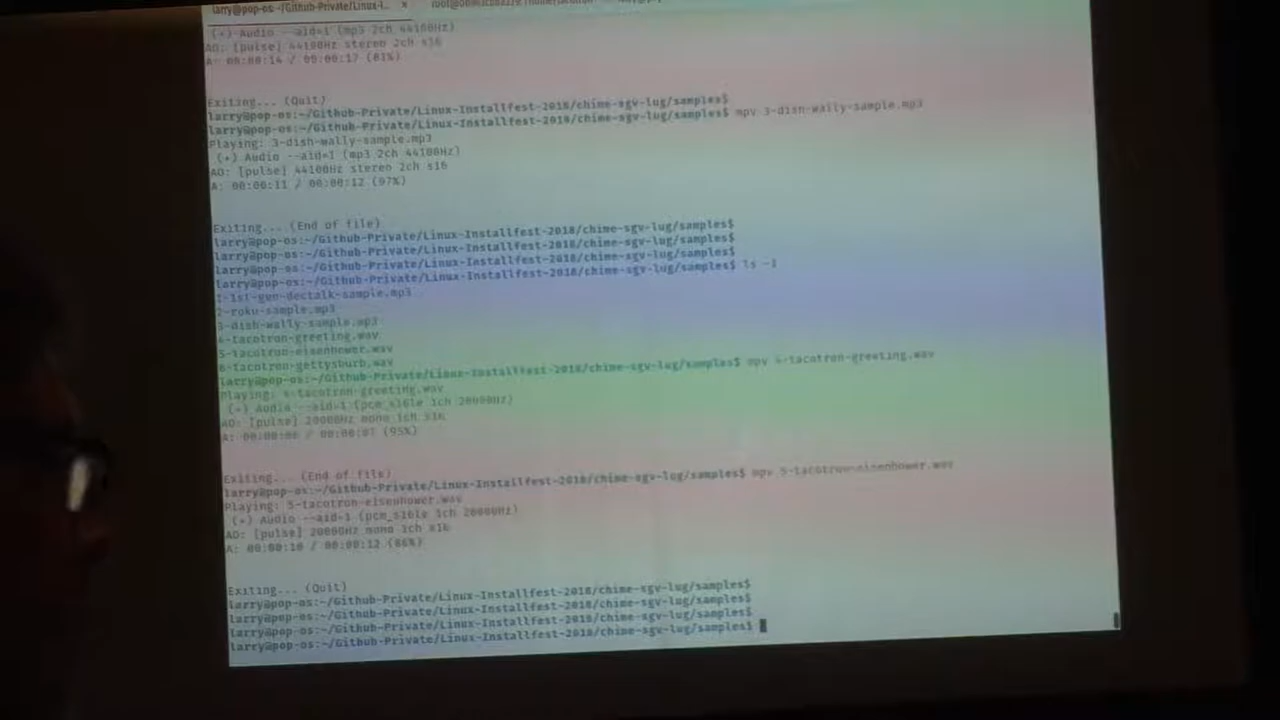 larry@pop-os: ~/Github-Private/Linux-I... ×
(+) Audio --aid=1 (mp3 2ch 44100Hz)
AO: [pulse] 44100Hz stereo 2ch s16
A: 00:00:14 / 00:00:17 (81%)
Exiting... (Quit)
larry@pop-os:~/Github-Private/Linux-Installfest-2018/chime-sgv-lug/samples$
larry@pop-os:~/Github-Private/Linux-Installfest-2018/chime-sgv-lug/samples$ mpv 3-dish-wally-sample.mp3
Playing: 3-dish-wally-sample.mp3
(+) Audio --aid=1 (mp3 2ch 44100Hz)
AO: [pulse] 44100Hz stereo 2ch s16
A: 00:00:11 / 00:00:12 (97%)
Exiting... (End of file)
larry@pop-os:~/Github-Private/Linux-Installfest-2018/chime-sgv-lug/samples$
larry@pop-os:~/Github-Private/Linux-Installfest-2018/chime-sgv-lug/samples$
larry@pop-os:~/Github-Private/Linux-Installfest-2018/chime-sgv-lug/samples$
larry@pop-os:~/Github-Private/Linux-Installfest-2018/chime-sgv-lug/samples$ ls -1
1-1st-gen-dectalk-sample.mp3
2-roku-sample.mp3
3-dish-wally-sample.mp3
4-tacotron-greeting.wav
5-tacotron-eisenhower.wav
6-tacotron-gettysburb.wav
larry@pop-os:~/Github-Private/Linux-Installfest-2018/chime-sgv-lug/samples$ mpv 4-tacotron-greeting.wav
Playing: 4-tacotron-greeting.wav
(+) Audio --aid=1 (pcm_s16le 1ch 20000Hz)
AO: [pulse] 20000Hz mono 1ch s16
A: 00:00:06 / 00:00:07 (95%)
Exiting... (End of file)
larry@pop-os:~/Github-Private/Linux-Installfest-2018/chime-sgv-lug/samples$ mpv 5-tacotron-eisenhower.wav
Playing: 5-tacotron-eisenhower.wav
(+) Audio --aid=1 (pcm_s16le 1ch 20000Hz)
AO: [pulse] 20000Hz mono 1ch s16
A: 00:00:10 / 00:00:12 (86%)
Exiting... (Quit)
larry@pop-os:~/Github-Private/Linux-Installfest-2018/chime-sgv-lug/samples$
larry@pop-os:~/Github-Private/Linux-Installfest-2018/chime-sgv-lug/samples$
larry@pop-os:~/Github-Private/Linux-Installfest-2018/chime-sgv-lug/samples$
larry@pop-os:~/Github-Private/Linux-Installfest-2018/chime-sgv-lug/samples$